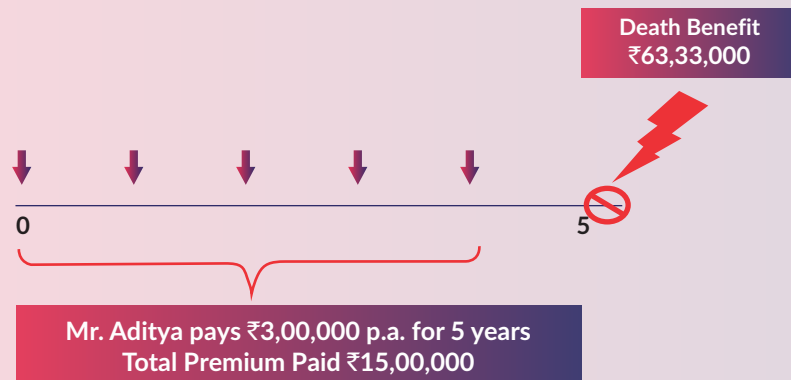 Death Benefit
₹63,33,000
0
5
Mr. Aditya pays ₹3,00,000 p.a. for 5 years
Total Premium Paid ₹15,00,000